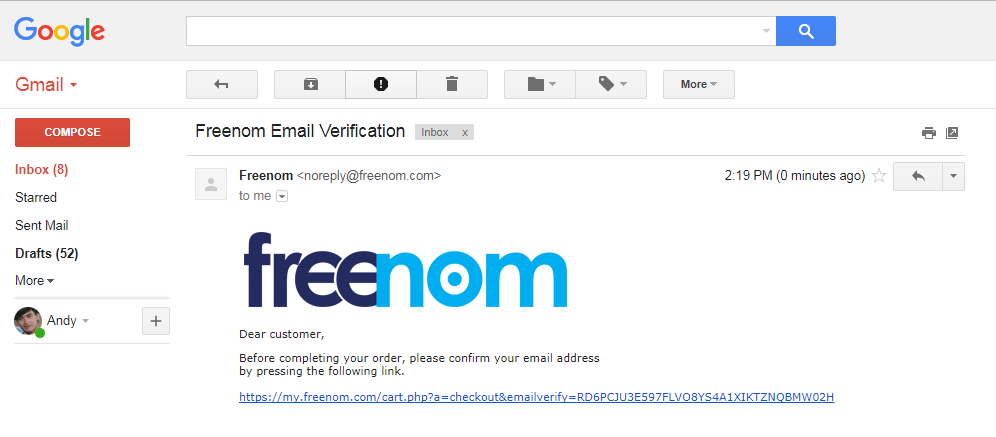 Google
Gmail
More
COMPOSE
Freenom Email Verification
Inbox x
Inbox (8)
Starred
Sent Mail
Drafts (52)
More
Andy
Freenom <noreply@freenom.com>
2:19 PM (0 minutes ago)
to me
freenom
Dear customer,
Before completing your order, please confirm your email address
by pressing the following link.
https://my.freenom.com/cart.php?a=checkout&emailverify=RD6PCJU3E597FLVO8YS4A1XIKTZNQBMW02H